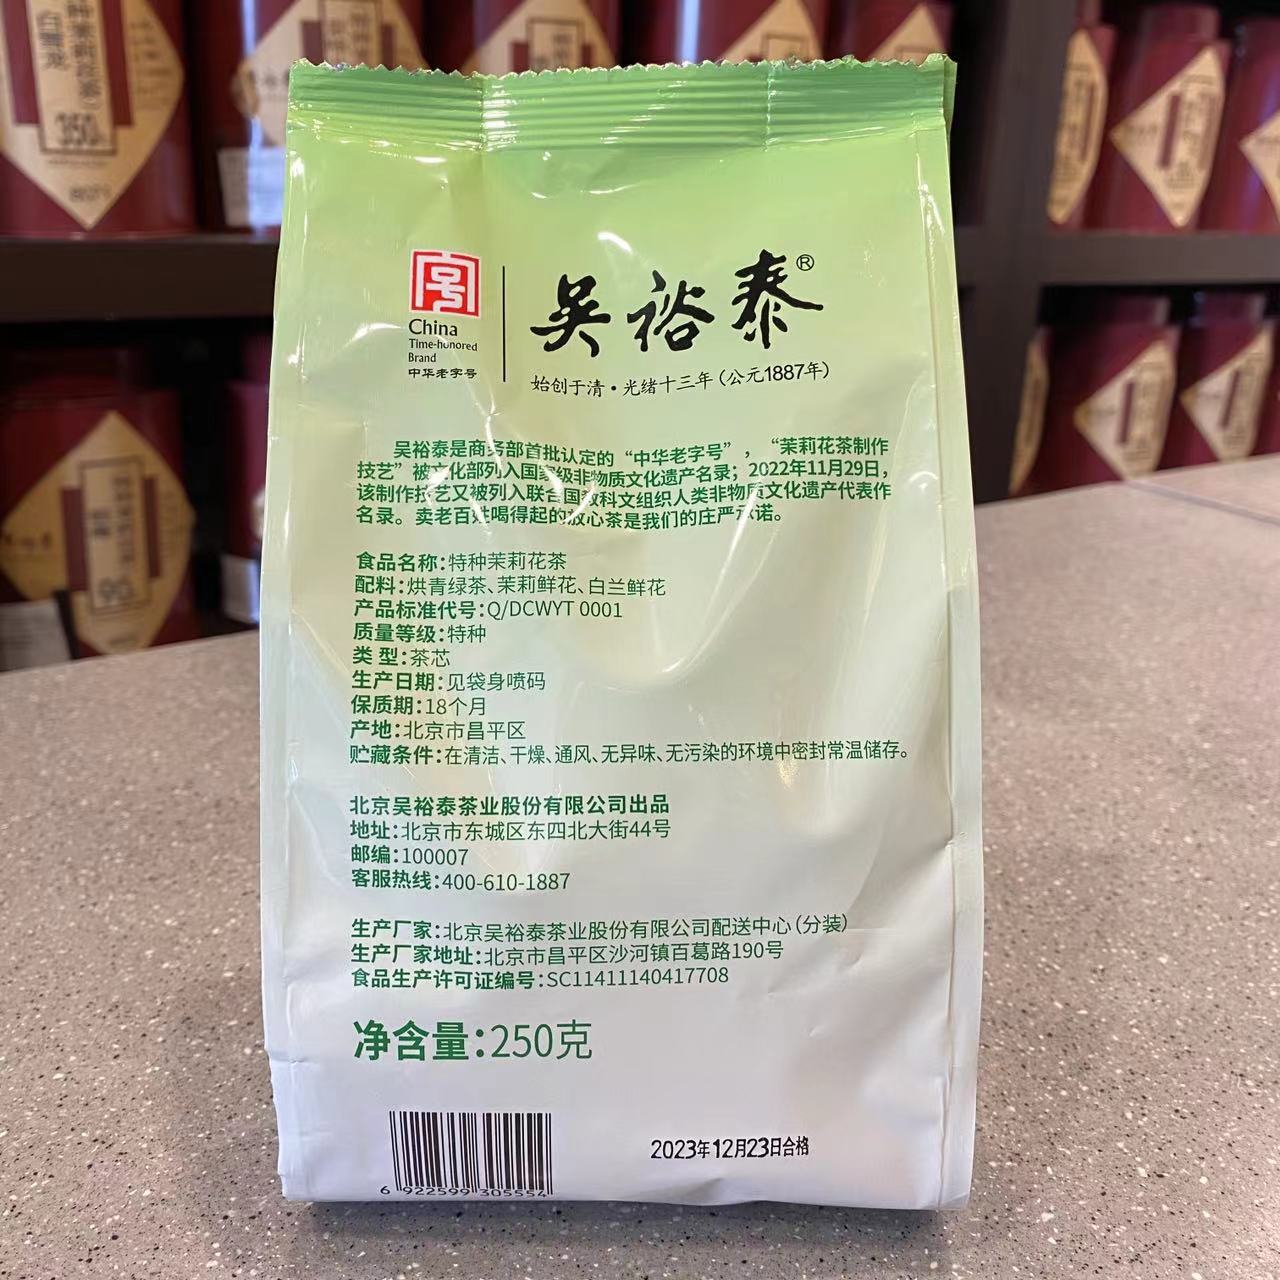 吴裕泰®
China
Time-honored
Brand
中华老字号
始创于清·光绪十三年(公元1887年)
吴裕泰是商务部首批认定的“中华老字号”，“茉莉花茶制作
技艺”被文化部列入国家级非物质文化遗产名录；2022年11月29日，
该制作技艺又被列入联合国教科文组织人类非物质文化遗产代表作
名录。卖老百姓喝得起的放心茶是我们的庄严承诺。
食品名称:特种茉莉花茶
配料:烘青绿茶、茉莉鲜花、白兰鲜花
产品标准代号:Q/DCWYT 0001
质量等级:特种
类 型:茶芯
生产日期:见袋身喷码
保质期:18个月
产地:北京市昌平区
贮藏条件:在清洁、干燥、通风、无异味、无污染的环境中密封常温储存。
北京吴裕泰茶业股份有限公司出品
地址:北京市东城区东四北大街44号
邮编:100007
客服热线:400-610-1887
生产厂家:北京吴裕泰茶业股份有限公司配送中心(分装)
生产厂家地址:北京市昌平区沙河镇百葛路190号
食品生产许可证编号:SC11411140417708
净含量:250克
6 922599 305554
2023年12月23日合格